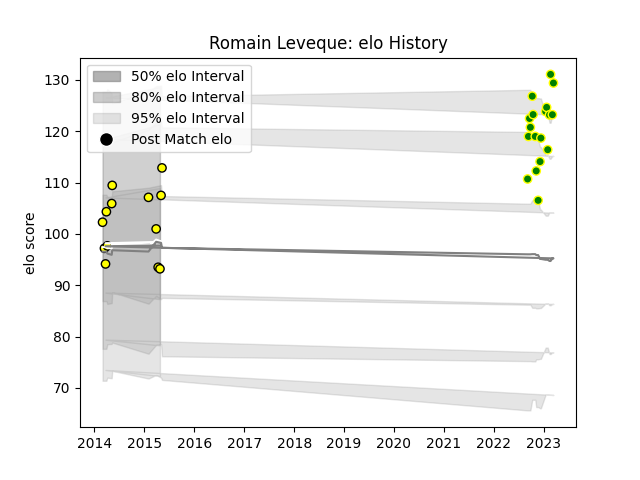 Romain Leveque: elo History
50% elo Interval
80% elo Interval
95% elo Interval
Post Match elo
elo score
130
120
110
100
90
80
70
2014 2015 2016 2017 2018 2019 2020 2021 2022 2023